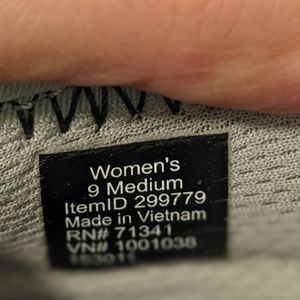 Women's
9 Medium
ItemID 299779
Made in Vietnam
RN# 71341
VN# 1001038